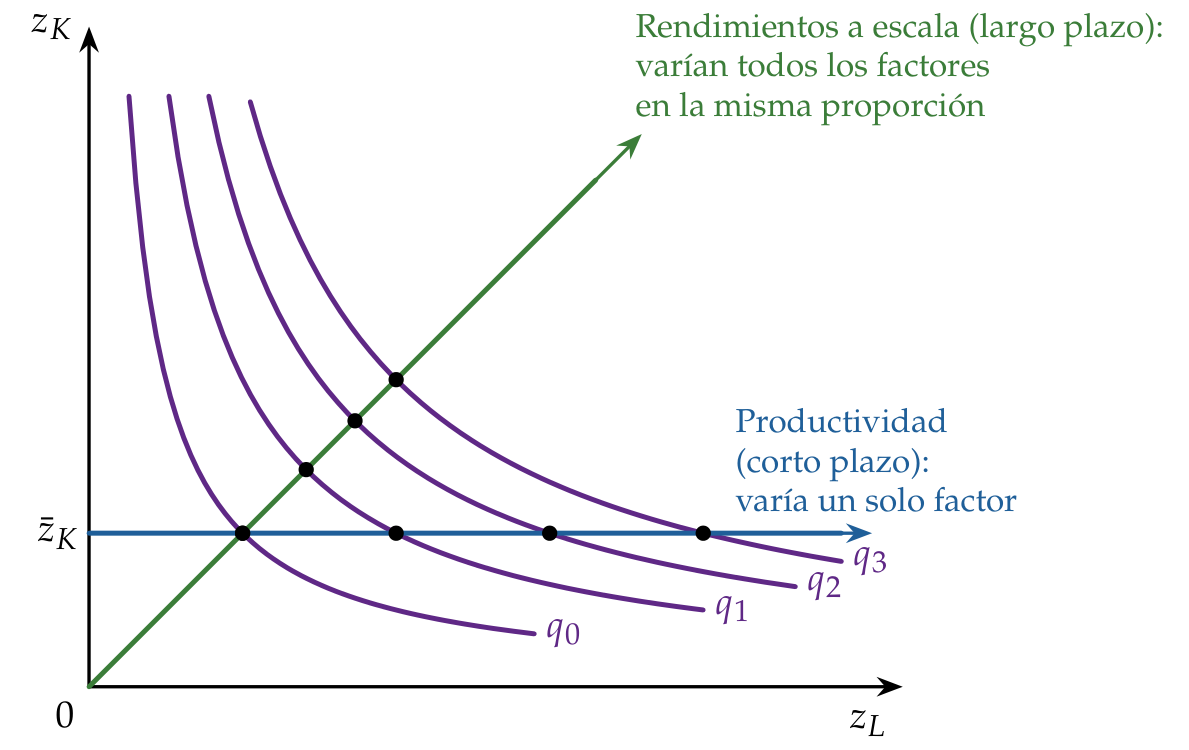 z_K
Rendimientos a escala (largo plazo):
varían todos los factores
en la misma proporción
Productividad
(corto plazo):
varía un solo factor
z̄_K
q_3
q_2
q_1
q_0
0
z_L